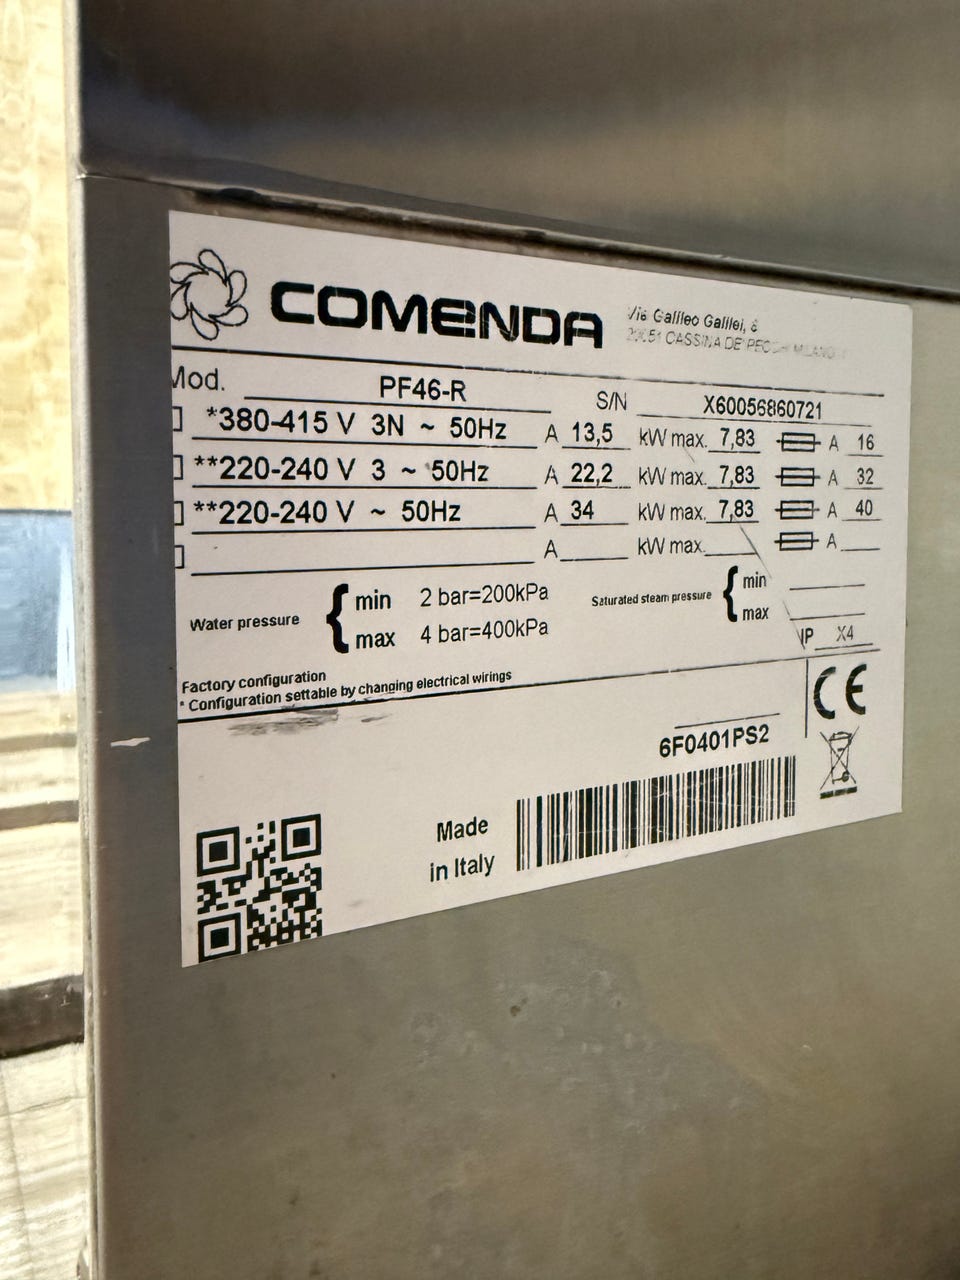 COMENDA
Via Galileo Galilei, 8
20051 CASSINA DE' PECCHI MILANO
Mod. PF46-R S/N X60056860721
*380-415 V 3N ~ 50Hz A 13,5 kW max. 7,83 A 16
**220-240 V 3 ~ 50Hz A 22,2 kW max. 7,83 A 32
**220-240 V ~ 50Hz A 34 kW max. 7,83 A 40
A kW max. A
Water pressure { min 2 bar=200kPa Saturated steam pressure { min
max 4 bar=400kPa max
IP X4
Factory configuration
* Configuration settable by changing electrical wirings
CE
6F0401PS2
Made
in Italy